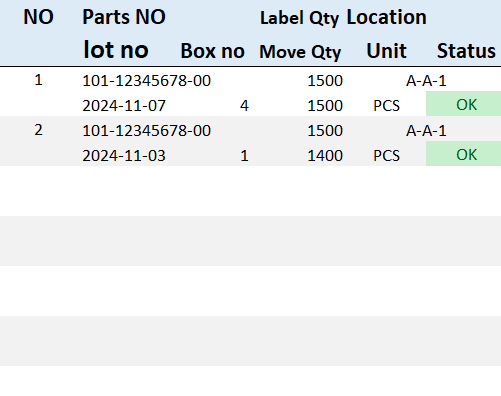 NO Parts NO Label Qty Location
lot no Box no Move Qty Unit Status
1 101-12345678-00 1500 A-A-1
2024-11-07 4 1500 PCS OK
2 101-12345678-00 1500 A-A-1
2024-11-03 1 1400 PCS OK